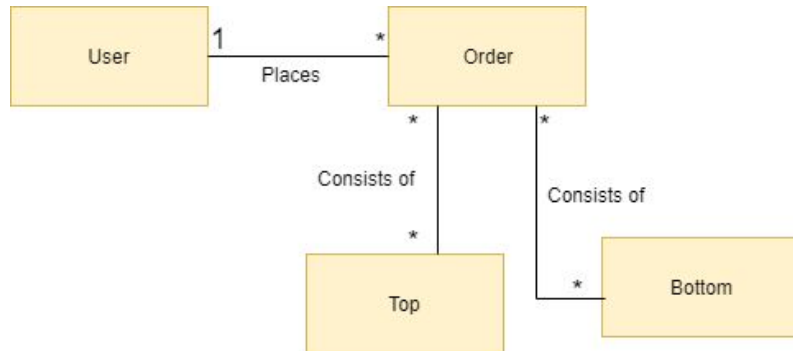 User
1
*
Order
Places
*
*
Consists of
Consists of
*
*
Top
Bottom